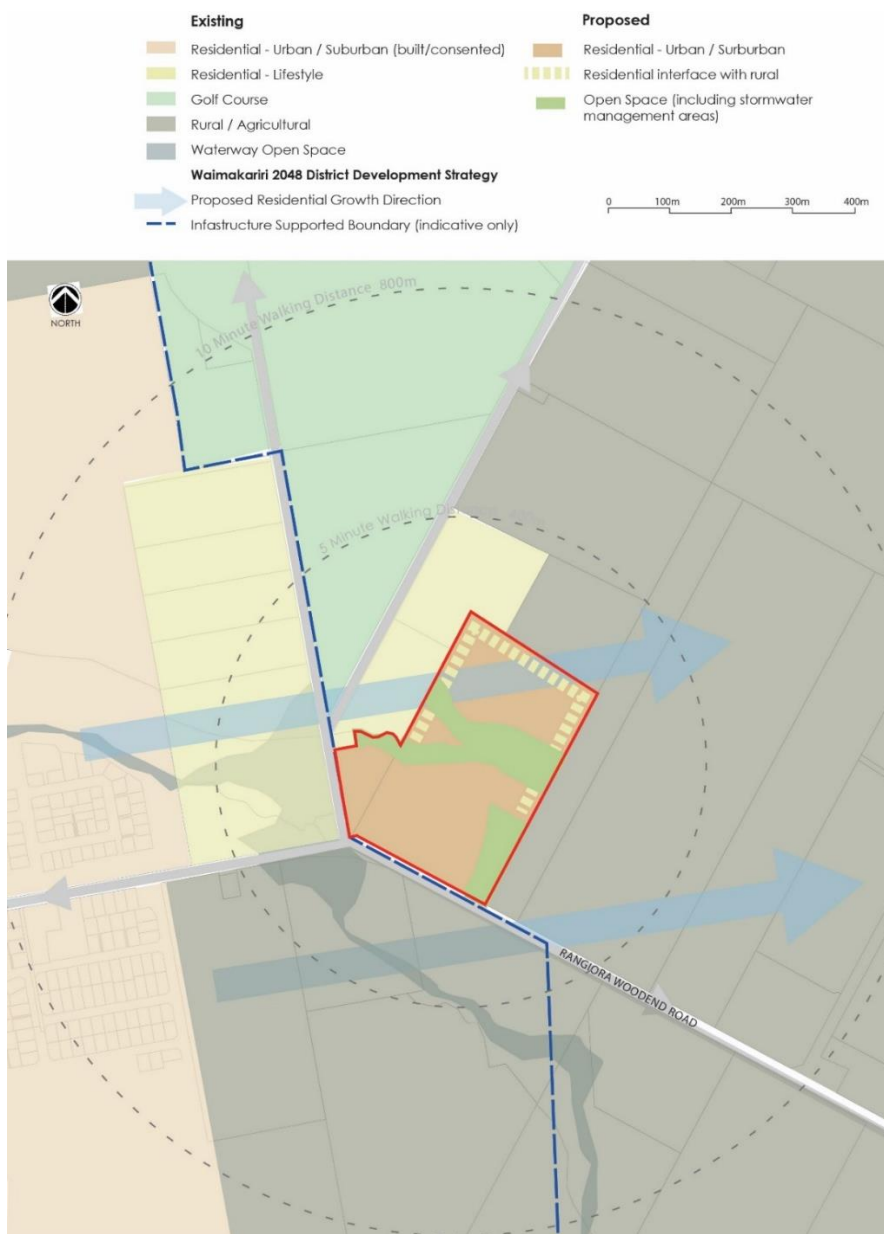 Existing
Residential - Urban / Suburban (built/consented)
Residential - Lifestyle
Golf Course
Rural / Agricultural
Waterway Open Space
Waimakariri 2048 District Development Strategy
Proposed Residential Growth Direction
Infastructure Supported Boundary (indicative only)
Proposed
Residential - Urban / Surburban
Residential interface with rural
Open Space (including stormwater
management areas)
0 100m 200m 300m 400m
NORTH
10 Minute Walking Distance 800m
5 Minute Walking
RANGIORA WOODEND ROAD